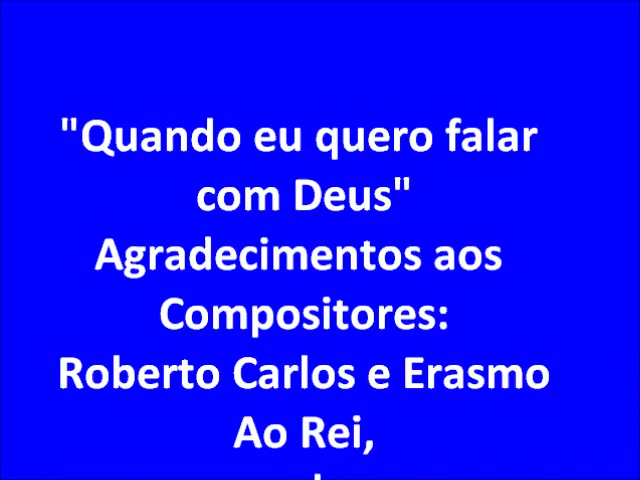 "Quando eu quero falar
com Deus"
Agradecimentos aos
Compositores:
Roberto Carlos e Erasmo
Ao Rei,